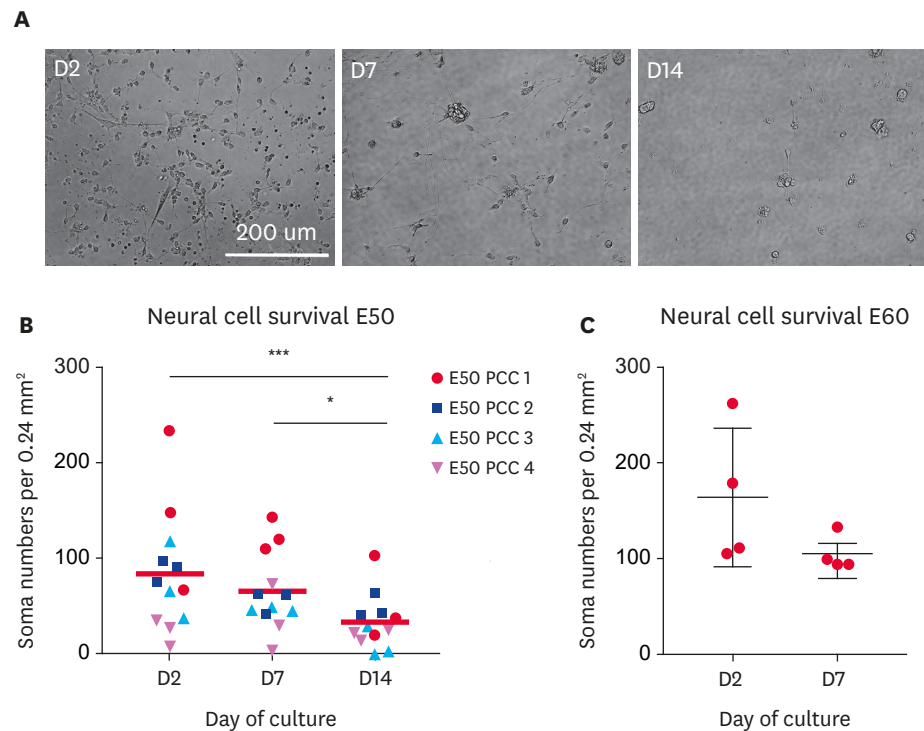 A
D2
D7
D14
200 um
B
Neural cell survival E50
Soma numbers per 0.24 mm²
300
200
100
0
***
*
D2
D7
D14
Day of culture
E50 PCC 1
E50 PCC 2
E50 PCC 3
E50 PCC 4
C
Neural cell survival E60
Soma numbers per 0.24 mm²
300
200
100
0
D2
D7
Day of culture